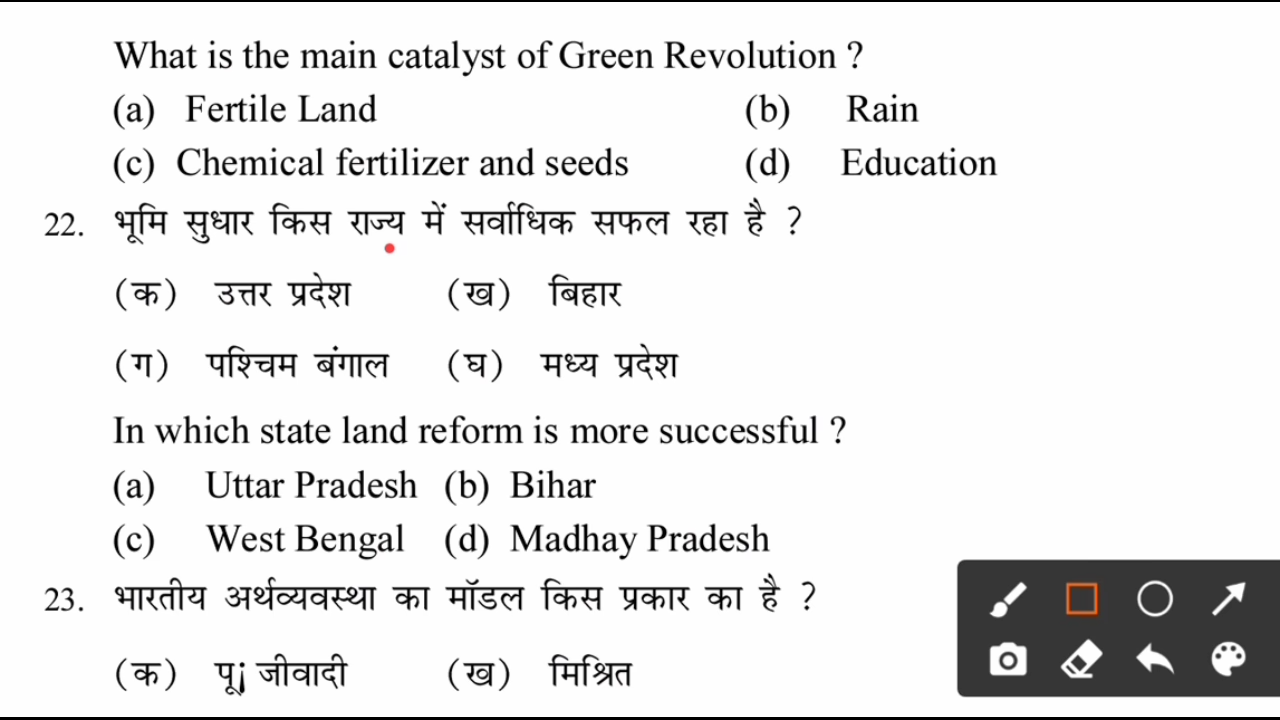 What is the main catalyst of Green Revolution ?
(a) Fertile Land (b) Rain
(c) Chemical fertilizer and seeds (d) Education
22. भूमि सुधार किस राज्य में सर्वाधिक सफल रहा है ?
(क) उत्तर प्रदेश (ख) बिहार
(ग) पश्चिम बंगाल (घ) मध्य प्रदेश
In which state land reform is more successful ?
(a) Uttar Pradesh (b) Bihar
(c) West Bengal (d) Madhay Pradesh
23. भारतीय अर्थव्यवस्था का मॉडल किस प्रकार का है ?
(क) पू¡जीवादी (ख) मिश्रित